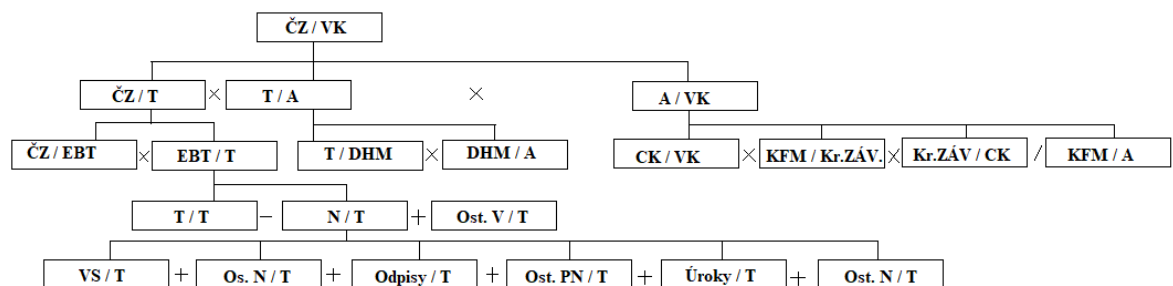 ČZ / VK
ČZ / T × T / A × A / VK
ČZ / EBT × EBT / T T / DHM × DHM / A CK / VK × KFM / Kr.ZÁV. × Kr.ZÁV / CK / KFM / A
T / T − N / T + Ost. V / T
VS / T + Os. N / T + Odpisy / T + Ost. PN / T + Úroky / T + Ost. N / T